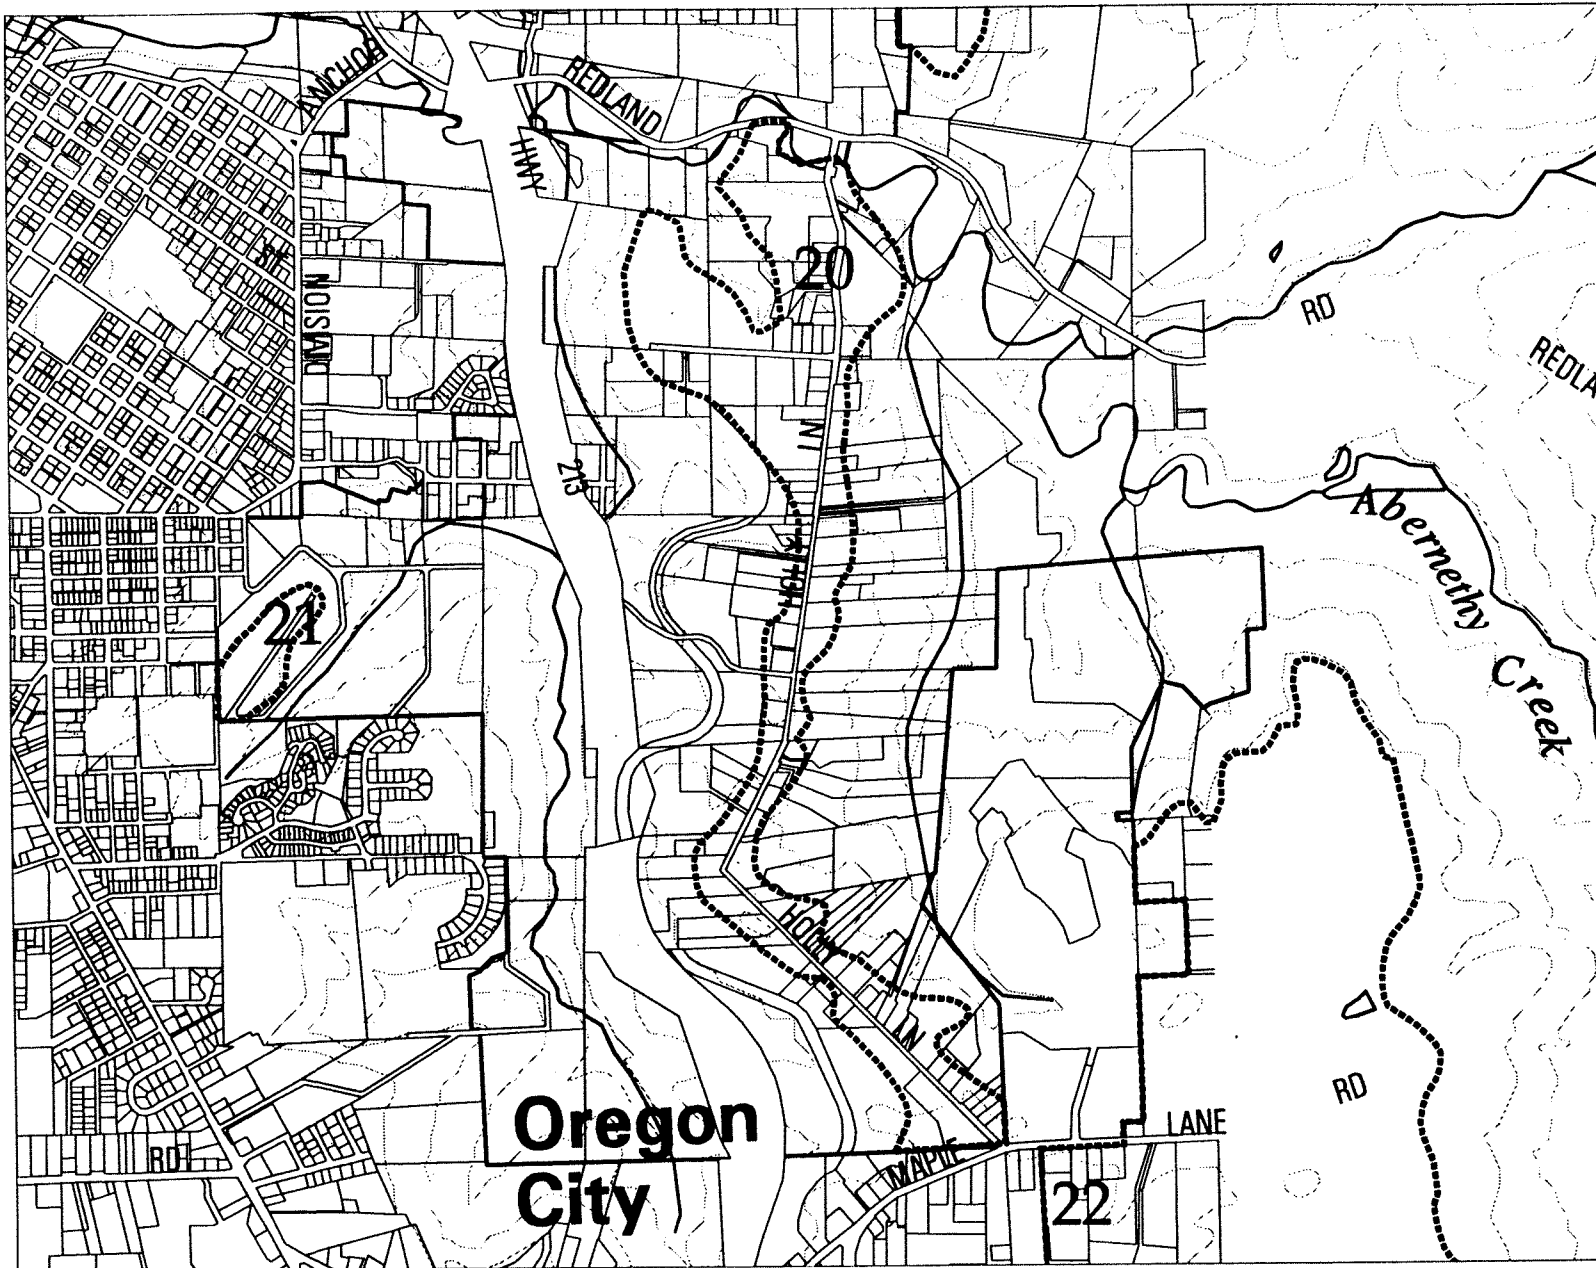 ANCHOR
REDLAND
HWY
ST
DIVISION
20
RD
REDLA
LN
213
HOLLY
Abernethy
Creek
21
HOLLY
LN
RD
Oregon
City
LANE
MAPLE
RD
22